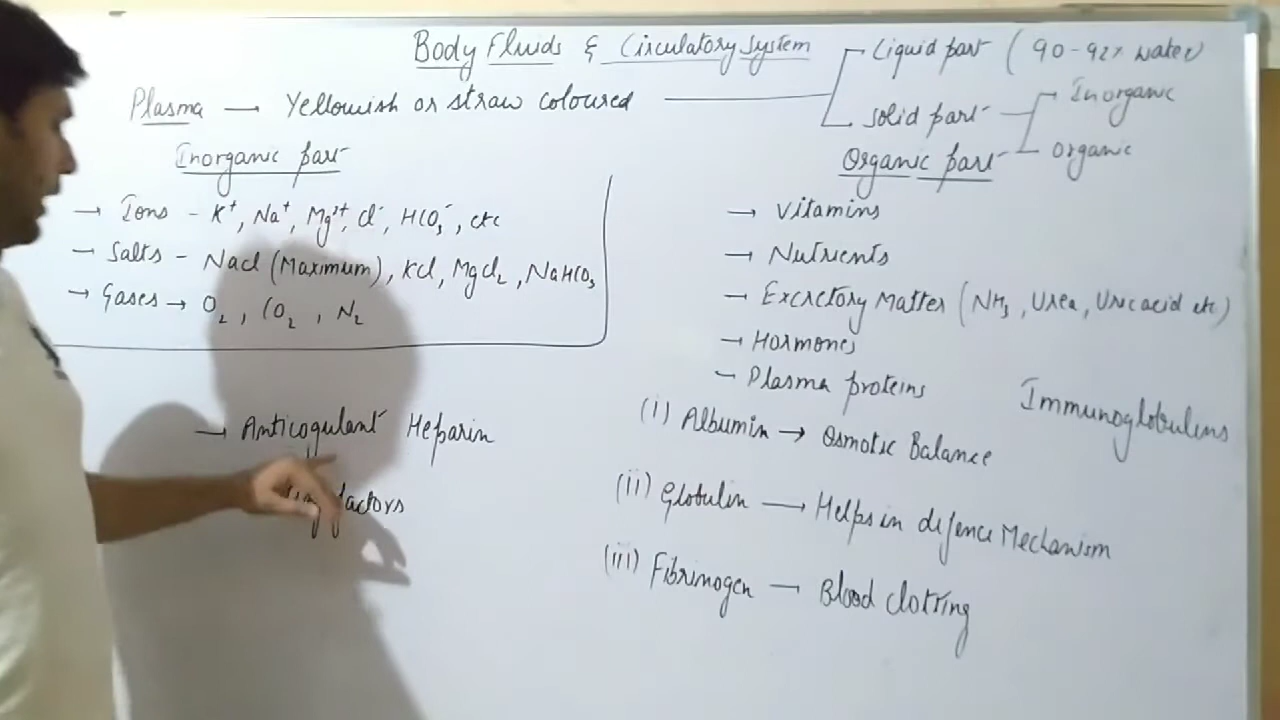 Body Fluids & Circulatory System
Plasma — Yellowish or straw coloured
Liquid part (90-92% water)
Solid part
Inorganic
Organic
Inorganic part
→ Ions - K⁺, Na⁺, Mg²⁺, Cl⁻, HCO₃⁻, etc
→ Salts - NaCl (Maximum), KCl, MgCl₂, NaHCO₃
→ Gases → O₂, CO₂, N₂
→ Anticogulant Heparin
factors
Organic part
→ Vitamins
→ Nutrients
→ Excretory Matter (NH₃, Urea, Uric acid etc)
→ Hormones
→ Plasma proteins
Immunoglobulins
(i) Albumin → Osmotic Balance
(ii) Globulin → Helps in defence Mechanism
(iii) Fibrinogen → Blood clotting